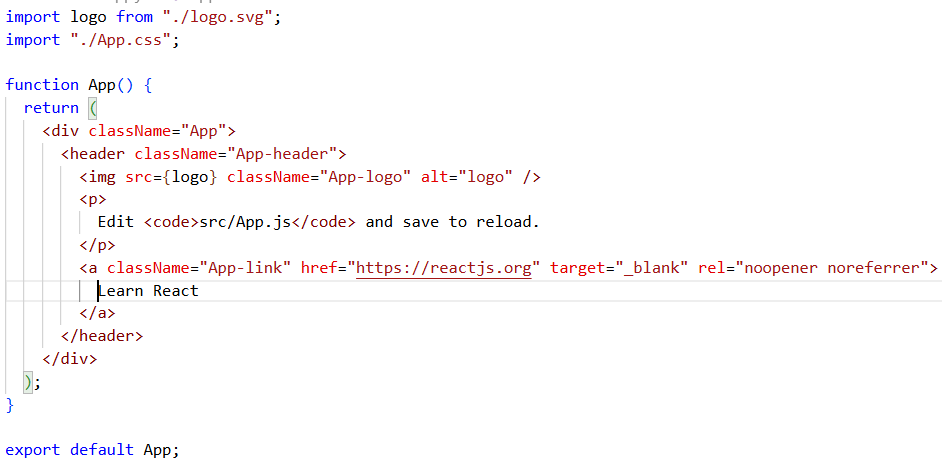 import logo from "./logo.svg";
import "./App.css";

function App() {
  return (
    <div className="App">
      <header className="App-header">
        <img src={logo} className="App-logo" alt="logo" />
        <p>
          Edit <code>src/App.js</code> and save to reload.
        </p>
        <a className="App-link" href="https://reactjs.org" target="_blank" rel="noopener noreferrer">
          Learn React
        </a>
      </header>
    </div>
  );
}

export default App;